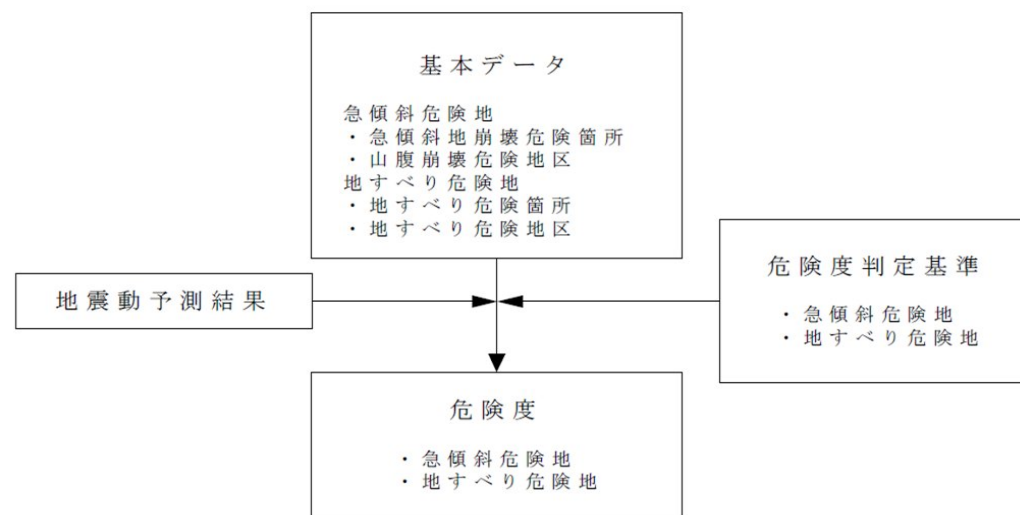 基本データ
急傾斜危険地
・急傾斜地崩壊危険箇所
・山腹崩壊危険地区
地すべり危険地
・地すべり危険箇所
・地すべり危険地区
地震動予測結果
危険度判定基準
・急傾斜危険地
・地すべり危険地
危険度
・急傾斜危険地
・地すべり危険地